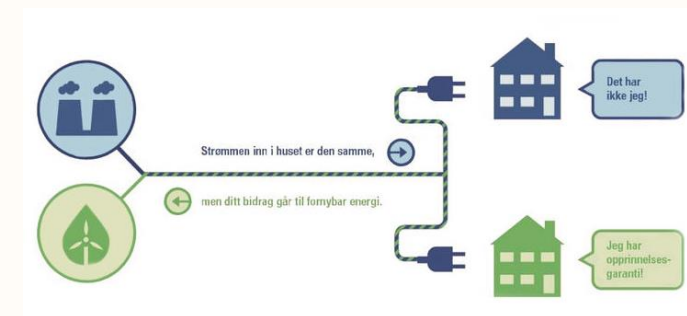 Det har
ikke jeg!
Strømmen inn i huset er den samme,
men ditt bidrag går til fornybar energi.
Jeg har
opprinnelses-
garanti!